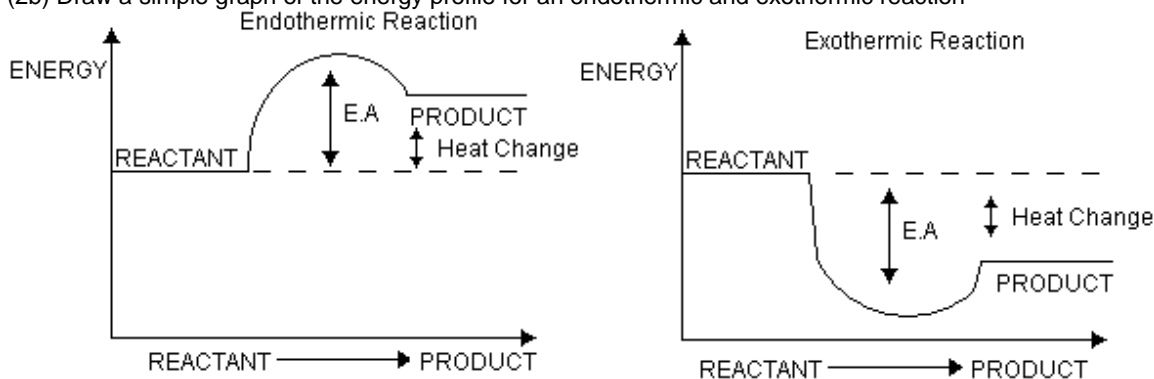 (2b) Draw a simple graph of the energy profile for an endothermic and exothermic reaction
Endothermic Reaction
ENERGY
E.A
PRODUCT
Heat Change
REACTANT
REACTANT
PRODUCT
Exothermic Reaction
ENERGY
REACTANT
E.A
Heat Change
PRODUCT
REACTANT
PRODUCT